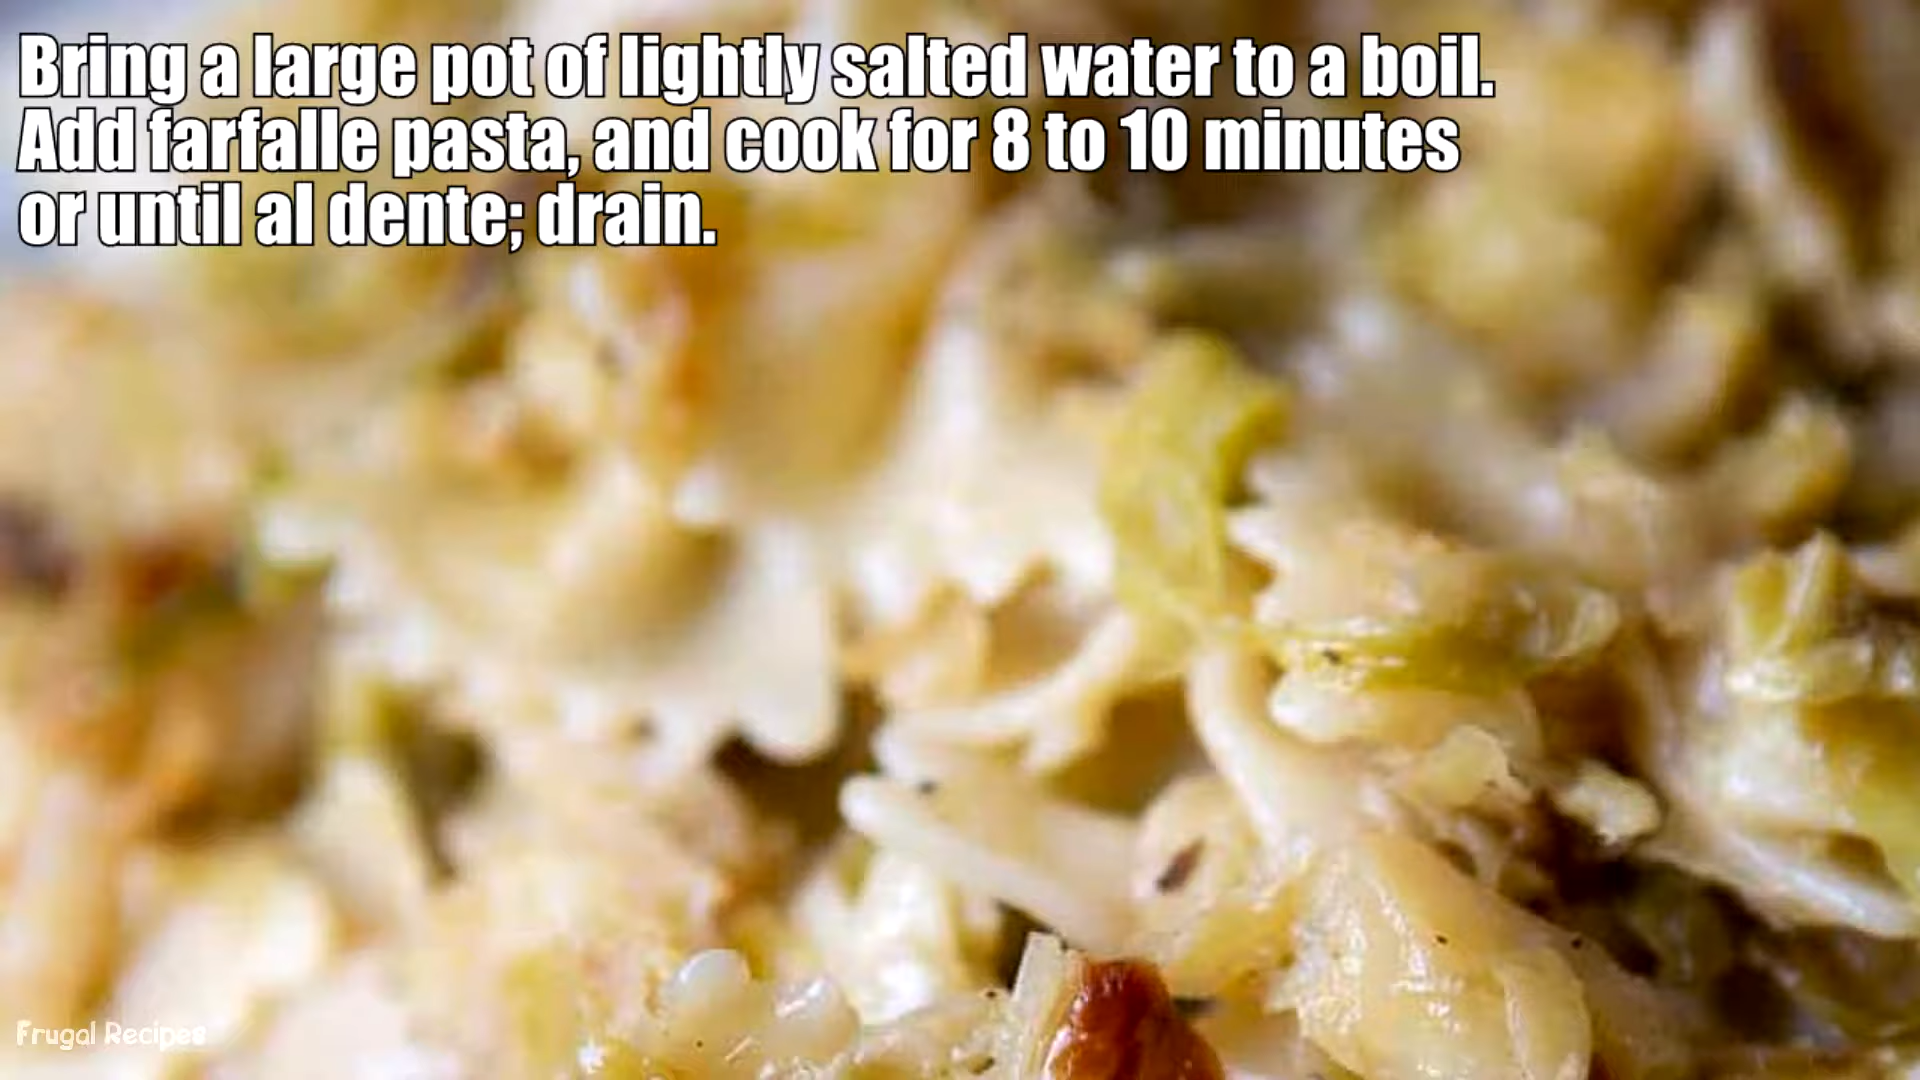 Bring a large pot of lightly salted water to a boil.
Add farfalle pasta, and cook for 8 to 10 minutes
or until al dente; drain.
Frugal Recipes